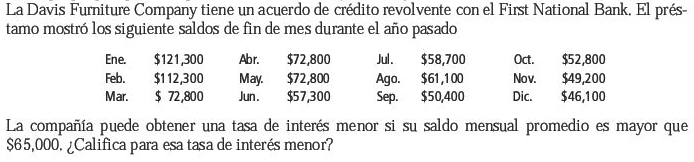 La Davis Furniture Company tiene un acuerdo de crédito revolvente con el First National Bank. El prés-
tamo mostró los siguiente saldos de fin de mes durante el año pasado
Ene. $121,300 Abr. $72,800 Jul. $58,700 Oct. $52,800
Feb. $112,300 May. $72,800 Ago. $61,100 Nov. $49,200
Mar. $ 72,800 Jun. $57,300 Sep. $50,400 Dic. $46,100
La compañía puede obtener una tasa de interés menor si su saldo mensual promedio es mayor que
$65,000. ¿Califica para esa tasa de interés menor?